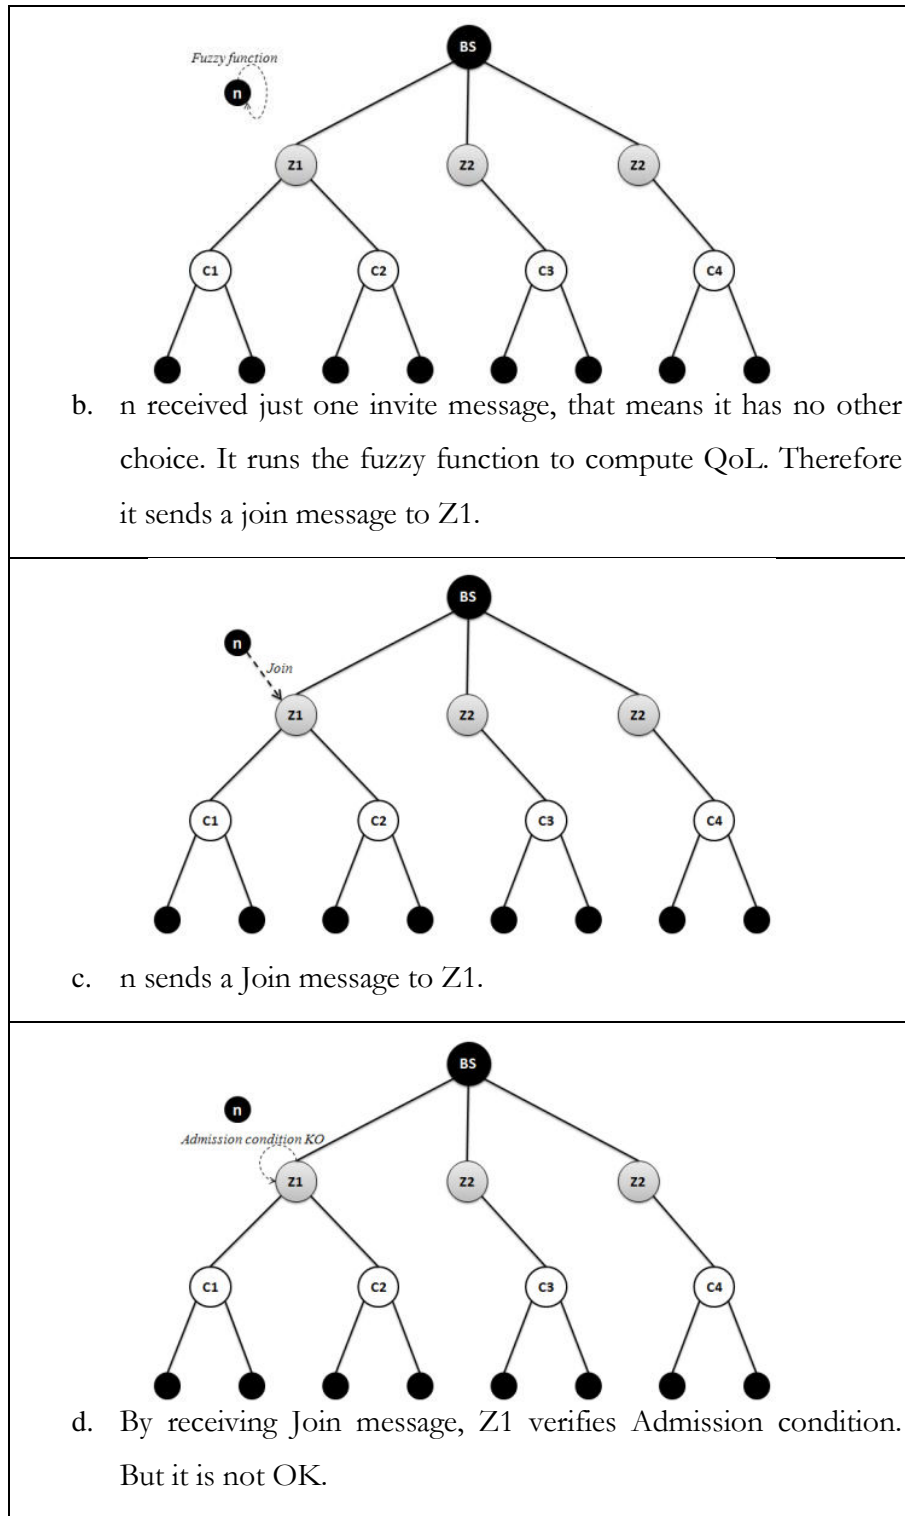 BS
Fuzzy function
n
Z1 Z2 Z2
C1 C2 C3 C4
b. n received just one invite message, that means it has no other
choice. It runs the fuzzy function to compute QoL. Therefore
it sends a join message to Z1.
BS
n
Join
Z1 Z2 Z2
C1 C2 C3 C4
c. n sends a Join message to Z1.
BS
n
Admission condition KO
Z1 Z2 Z2
C1 C2 C3 C4
d. By receiving Join message, Z1 verifies Admission condition.
But it is not OK.